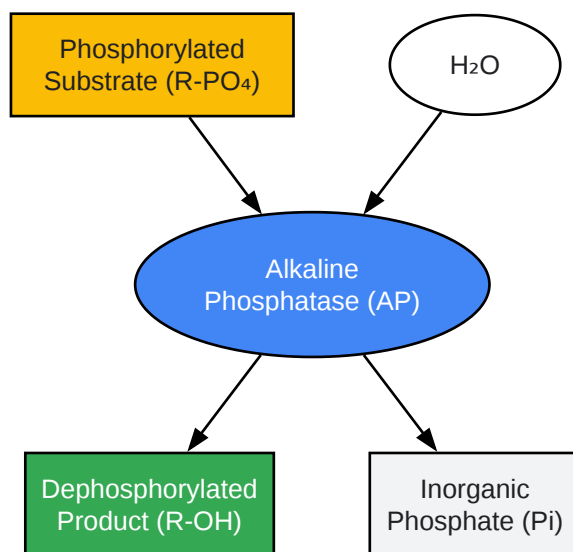 Phosphorylated
Substrate (R-PO₄)
H₂O
Alkaline
Phosphatase (AP)
Dephosphorylated
Product (R-OH)
Inorganic
Phosphate (Pi)